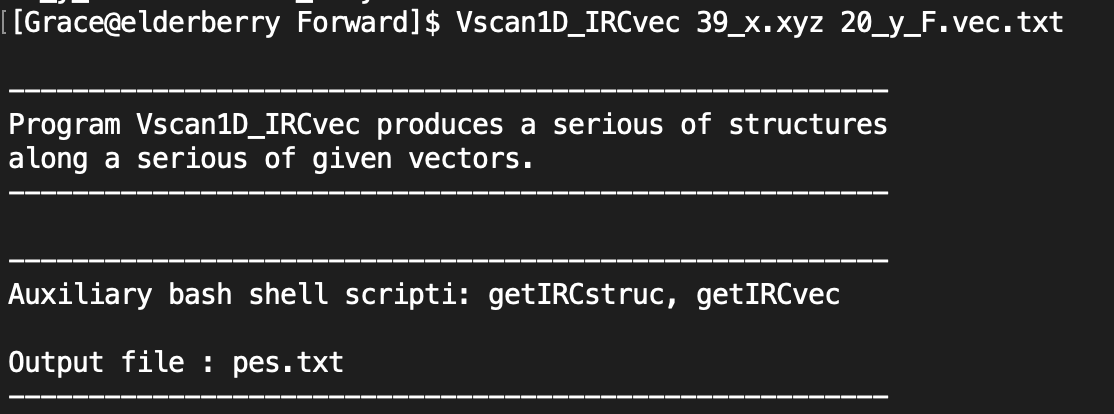 [[Grace@elderberry Forward]$ Vscan1D_IRCvec 39_x.xyz 20_y_F.vec.txt
-------------------------------------------------------
Program Vscan1D_IRCvec produces a serious of structures
along a serious of given vectors.
-------------------------------------------------------
-------------------------------------------------------
Auxiliary bash shell scripti: getIRCstruc, getIRCvec
Output file : pes.txt
-------------------------------------------------------